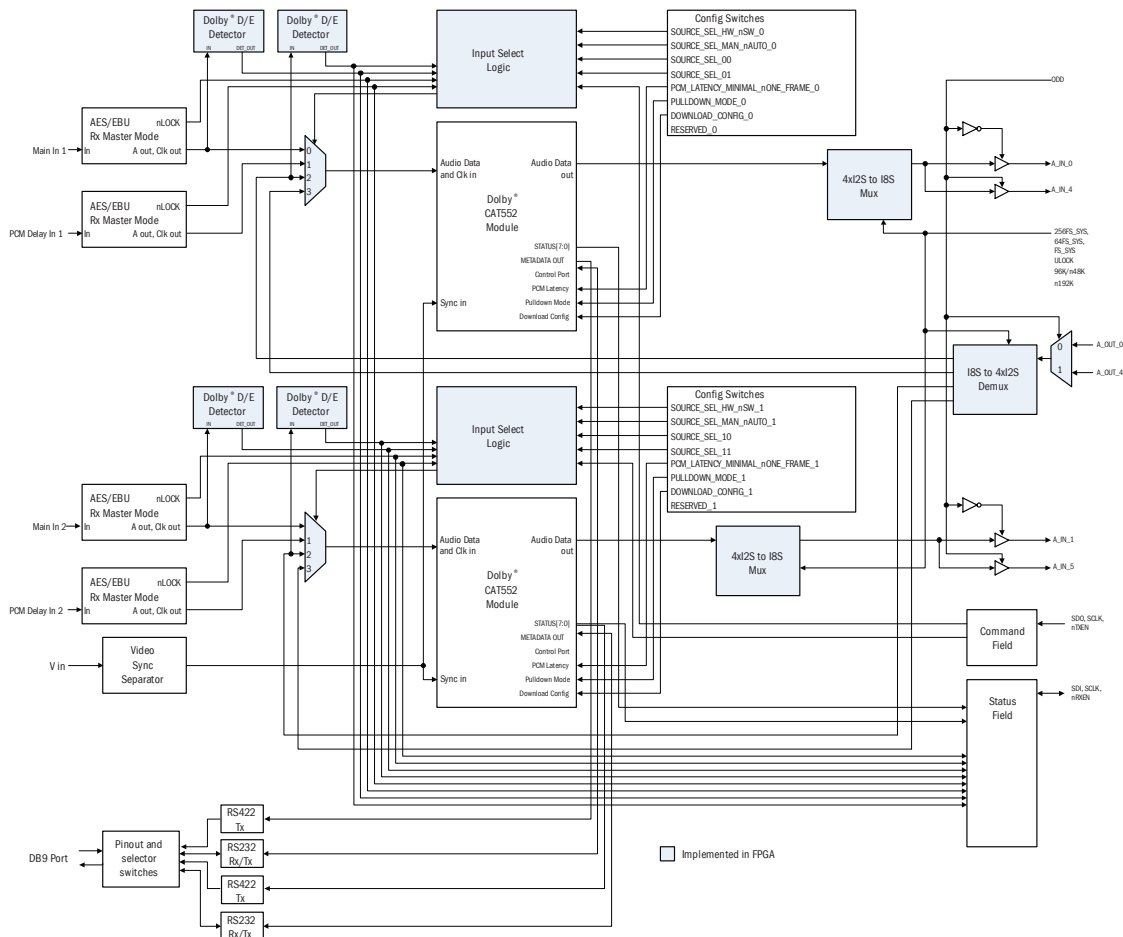 Dolby® D/E
Detector
IN
DET_OUT
Dolby® D/E
Detector
IN
DET_OUT
Input Select
Logic
Config Switches
SOURCE_SEL_HW_nSW_0
SOURCE_SEL_MAN_nAUTO_0
SOURCE_SEL_00
SOURCE_SEL_01
PCM_LATENCY_MINIMAL_nONE_FRAME_0
PULLDOWN_MODE_0
DOWNLOAD_CONFIG_0
RESERVED_0
ODD
AES/EBU
nLOCK
Rx Master Mode
Main In 1
In
A out, Clk out
AES/EBU
nLOCK
Rx Master Mode
PCM Delay In 1
In
A out, Clk out
0
1
2
3
Audio Data
and Clk in
Audio Data
out
Dolby®
CAT552
Module
STATUS[7:0]
METADATA OUT
Control Port
PCM Latency
Sync in
Pulldown Mode
Download Config
4xI2S to I8S
Mux
A_IN_0
A_IN_4
256FS_SYS,
64FS_SYS,
FS_SYS
ULOCK
96K/n48K
n192K
0
1
A_OUT_0
A_OUT_4
I8S to 4xI2S
Demux
Dolby® D/E
Detector
IN
DET_OUT
Dolby® D/E
Detector
IN
DET_OUT
Input Select
Logic
Config Switches
SOURCE_SEL_HW_nSW_1
SOURCE_SEL_MAN_nAUTO_1
SOURCE_SEL_10
SOURCE_SEL_11
PCM_LATENCY_MINIMAL_nONE_FRAME_1
PULLDOWN_MODE_1
DOWNLOAD_CONFIG_1
RESERVED_1
AES/EBU
nLOCK
Rx Master Mode
Main In 2
In
A out, Clk out
AES/EBU
nLOCK
Rx Master Mode
PCM Delay In 2
In
A out, Clk out
0
1
2
3
Audio Data
and Clk in
Audio Data
out
Dolby®
CAT552
Module
STATUS[7:0]
METADATA OUT
Control Port
PCM Latency
Sync in
Pulldown Mode
Download Config
4xI2S to I8S
Mux
A_IN_1
A_IN_5
V in
Video
Sync
Separator
Command
Field
SDO, SCLK,
nTXEN
Status
Field
SDI, SCLK,
nRXEN
DB9 Port
Pinout and
selector
switches
RS422
Tx
RS232
Rx/Tx
RS422
Tx
RS232
Rx/Tx
Implemented in FPGA